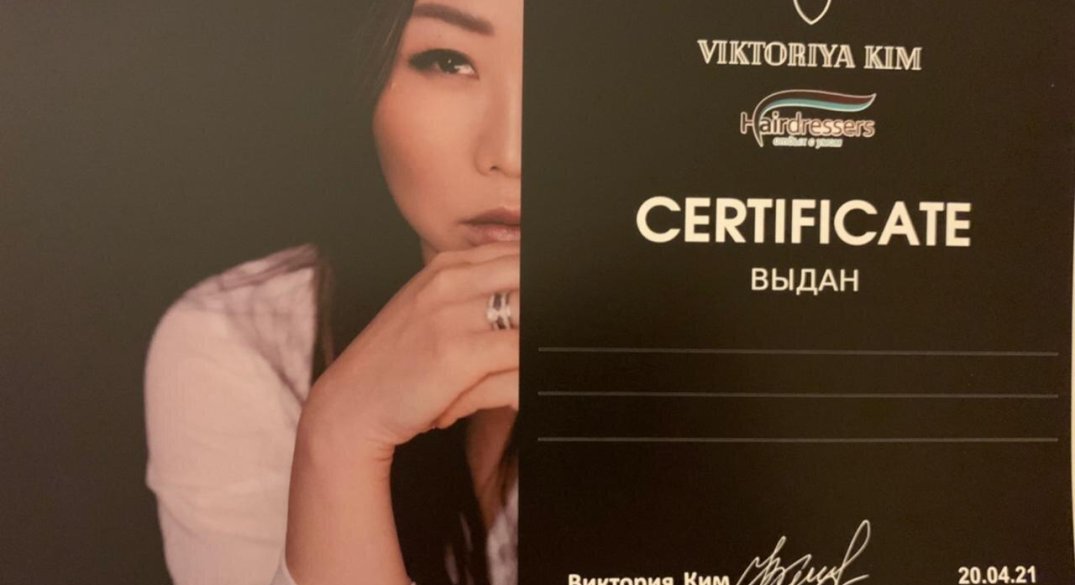 VIKTORIYA KIM
Hairdressers
CERTIFICATE
ВЫДАН
Виктория Ким
20.04.21